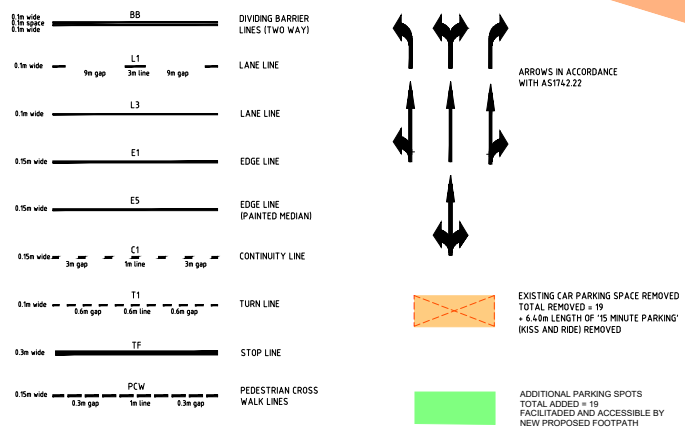 0.1m wide
0.1m space
0.1m wide
BB
DIVIDING BARRIER
LINES (TWO WAY)
0.1m wide
L1
9m gap
3m line
9m gap
LANE LINE
0.1m wide
L3
LANE LINE
0.15m wide
E1
EDGE LINE
0.15m wide
E5
EDGE LINE
(PAINTED MEDIAN)
0.15m wide
C1
3m gap
1m line
3m gap
CONTINUITY LINE
0.1m wide
T1
0.6m gap
0.6m line
0.6m gap
TURN LINE
0.3m wide
TF
STOP LINE
0.15m wide
PCW
0.3m gap
1m line
0.3m gap
PEDESTRIAN CROSS
WALK LINES
ARROWS IN ACCORDANCE
WITH AS1742.22
EXISTING CAR PARKING SPACE REMOVED
TOTAL REMOVED = 19
+ 6.40m LENGTH OF '15 MINUTE PARKING'
(KISS AND RIDE) REMOVED
ADDITIONAL PARKING SPOTS
TOTAL ADDED = 19
FACILITADED AND ACCESSIBLE BY
NEW PROPOSED FOOTPATH